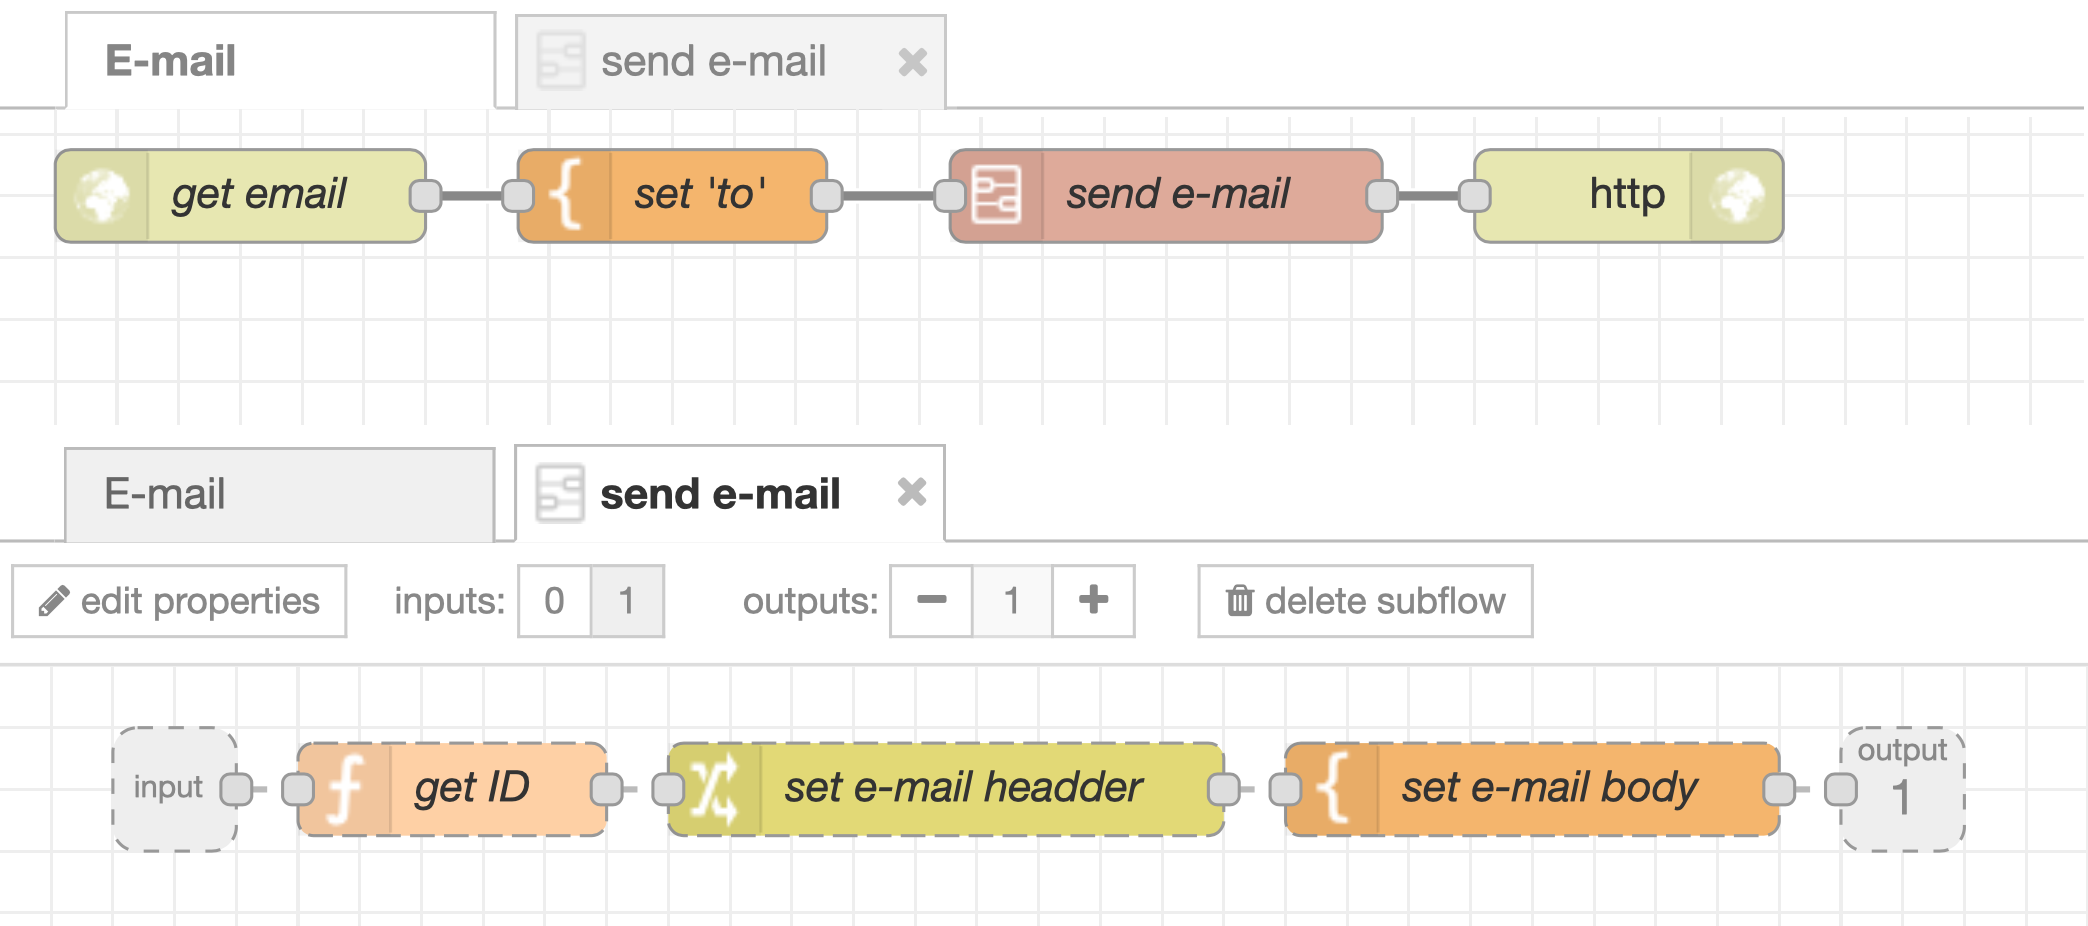 E-mail
send e-mail
get email
set 'to'
send e-mail
http
E-mail
send e-mail
edit properties
inputs: 0 1
outputs: 1
delete subflow
input
get ID
set e-mail headder
set e-mail body
output
1